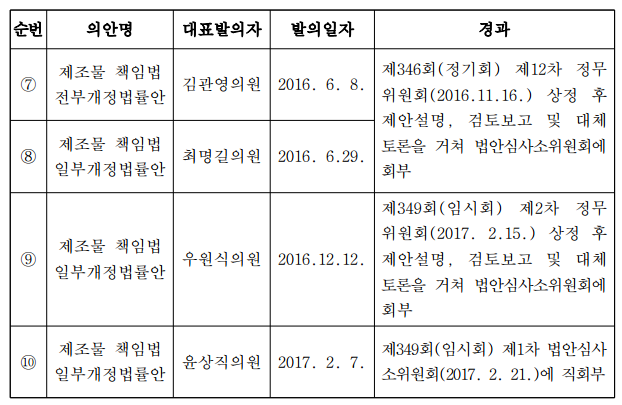 순번 의안명 대표발의자 발의일자 경과
⑦ 제조물 책임법
전부개정법률안 김관영의원 2016. 6. 8.
⑧ 제조물 책임법
일부개정법률안 최명길의원 2016. 6.29.
제346회(정기회) 제12차 정무
위원회(2016.11.16.) 상정 후
제안설명, 검토보고 및 대체
토론을 거쳐 법안심사소위원회에
회부
⑨ 제조물 책임법
일부개정법률안 우원식의원 2016.12.12.
제349회(임시회) 제2차 정무
위원회(2017. 2.15.) 상정 후
제안설명, 검토보고 및 대체
토론을 거쳐 법안심사소위원회에
회부
⑩ 제조물 책임법
일부개정법률안 윤상직의원 2017. 2. 7.
제349회(임시회) 제1차 법안심사
소위원회(2017. 2. 21.)에 직회부